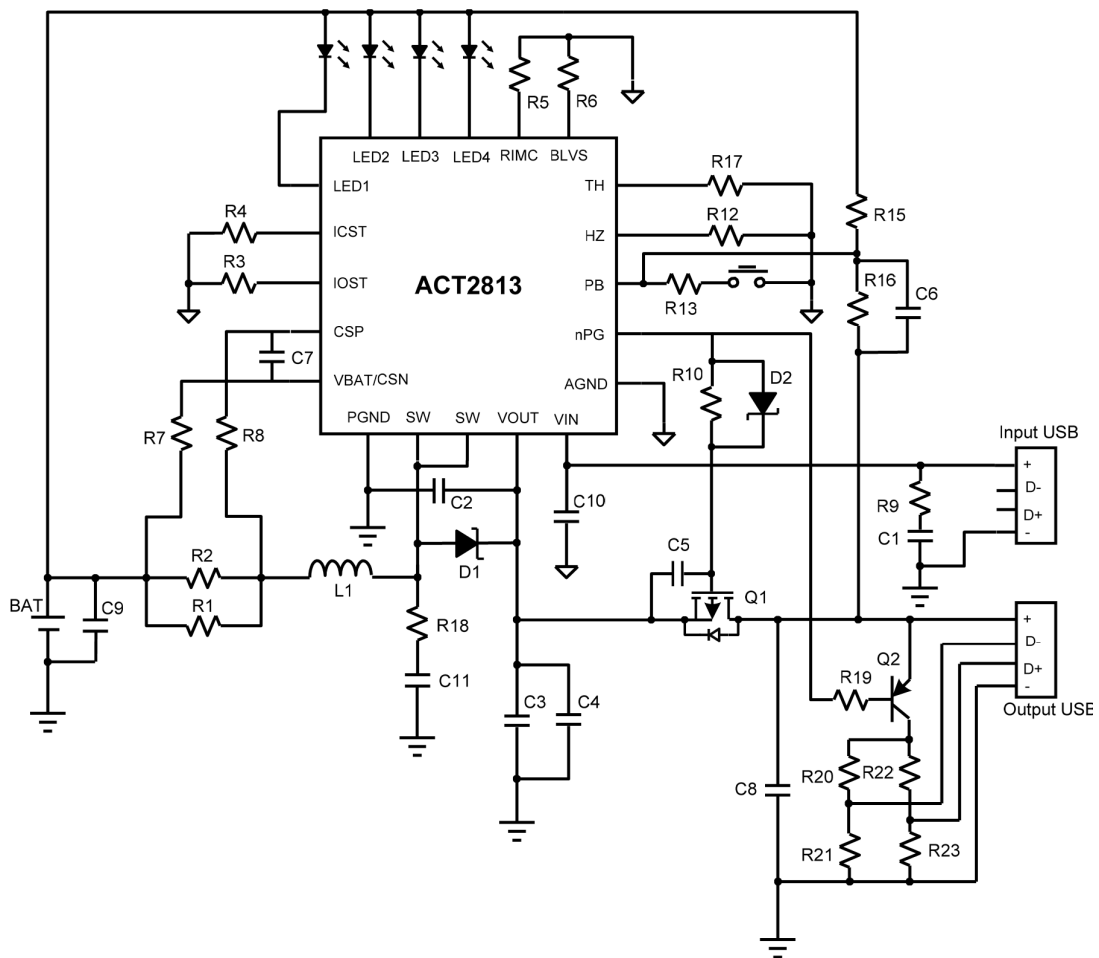 R5
R6
LED2
LED3
LED4
RIMC
BLVS
LED1
TH
R17
R4
ICST
HZ
R12
R15
R3
IOST
ACT2813
PB
R13
R16
C6
CSP
nPG
C7
R10
D2
VBAT/CSN
AGND
R7
R8
PGND
SW
SW
VOUT
VIN
Input USB
+
D-
D+
-
C2
C10
R9
C1
R2
L1
D1
C5
Q1
BAT
C9
R1
R18
C11
+
D-
D+
-
Output USB
Q2
R19
C3
C4
C8
R20
R22
R21
R23